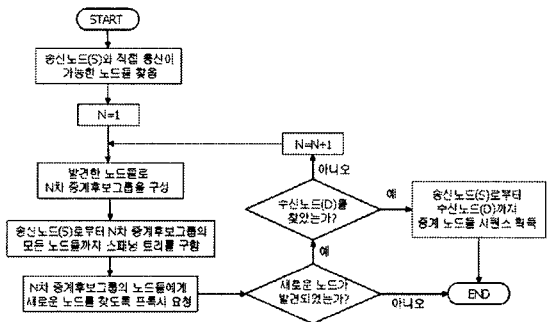 START
송신노드(S)와 직접 통신이
가능한 노드들 찾음
N=1
N=N+1
발견한 노드들로
N차 중계후보그룹을 구성
아니오
수신노드(D)를
찾았는가?
예
송신노드(S)로부터
수신노드(D)까지
중계 노드들 시퀀스 획득
송신노드(S)로부터 N차 중계후보그룹의
모든 노드들까지 스패닝 트리를 구함
예
N차 중계후보그룹의 노드들에게
새로운 노드를 찾도록 프록시 요청
새로운 노드가
발견되었는가?
아니오
END